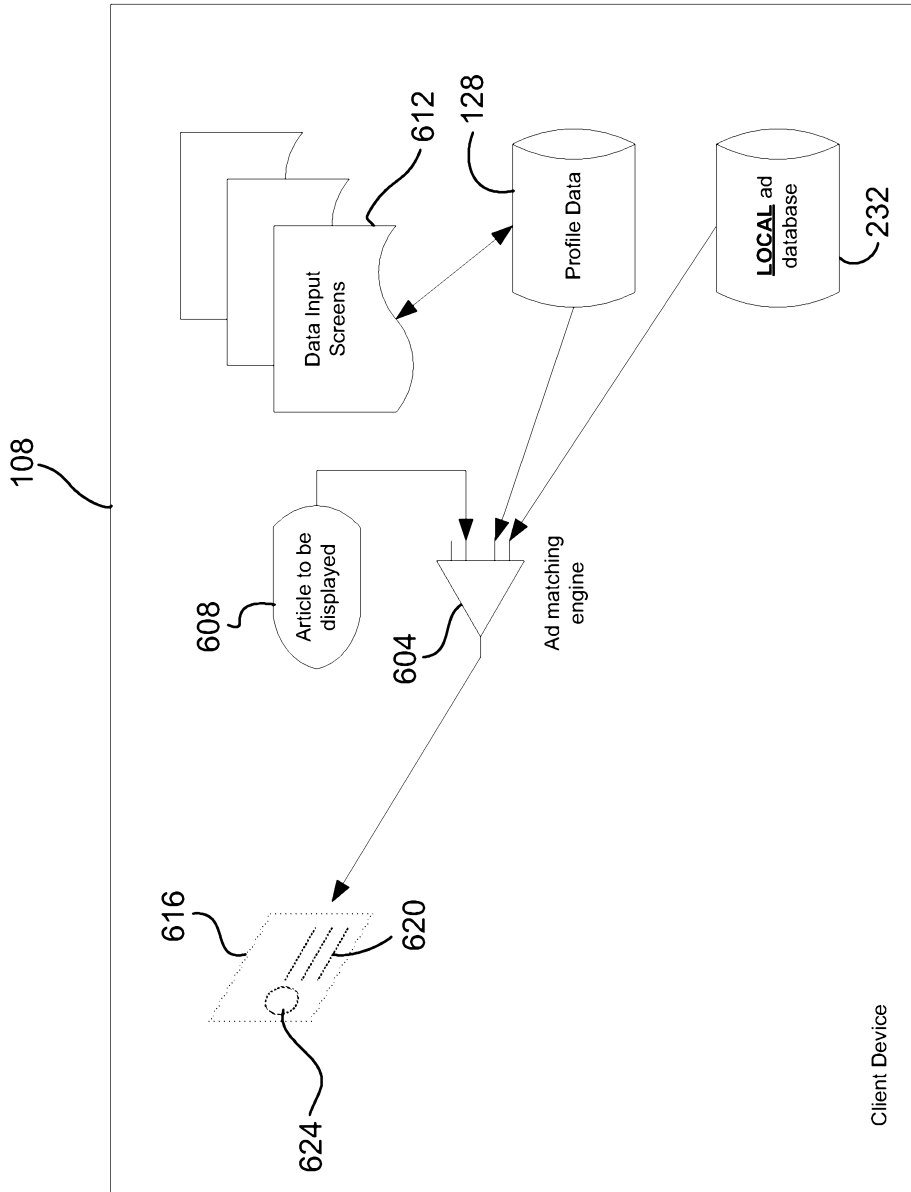 108
Data Input
Screens
612
Article to be
displayed
608
Profile Data
128
LOCAL ad
database
232
604
Ad matching
engine
616
620
624
Client Device